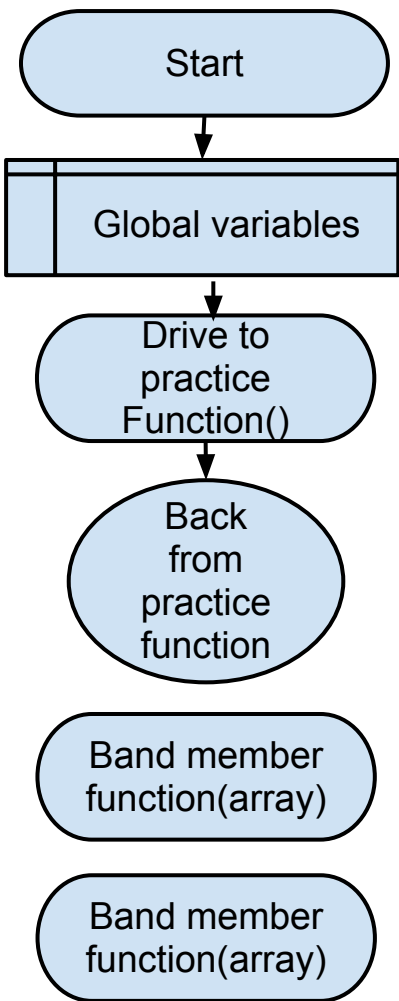 Start
Global variables
Drive to
practice
Function()
Back
from
practice
function
Band member
function(array)
Band member
function(array)